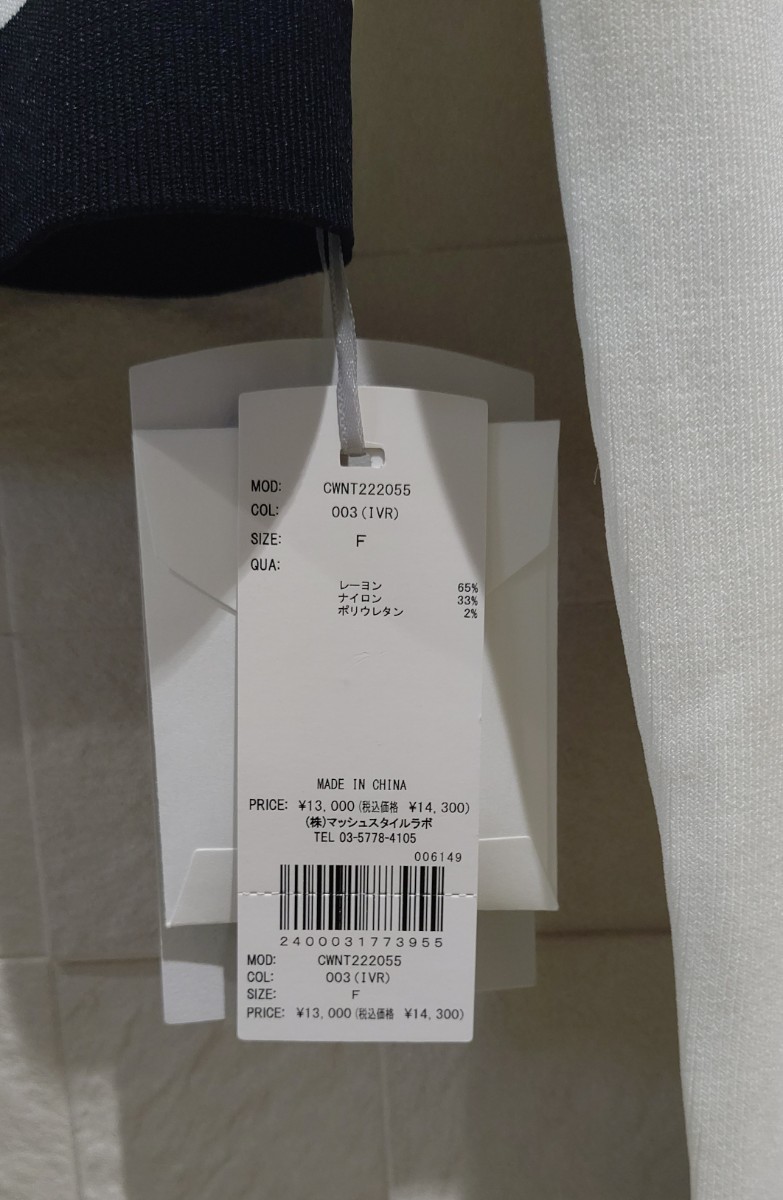 MOD: CWNT222055
COL: 003(IVR)
SIZE: F
QUA:
レーヨン 65%
ナイロン 33%
ポリウレタン 2%
MADE IN CHINA
PRICE: ¥13,000(税込価格 ¥14,300)
(株)マッシュスタイルラボ
TEL 03-5778-4105
006149
2400031773955
MOD: CWNT222055
COL: 003(IVR)
SIZE: F
PRICE: ¥13,000(税込価格 ¥14,300)